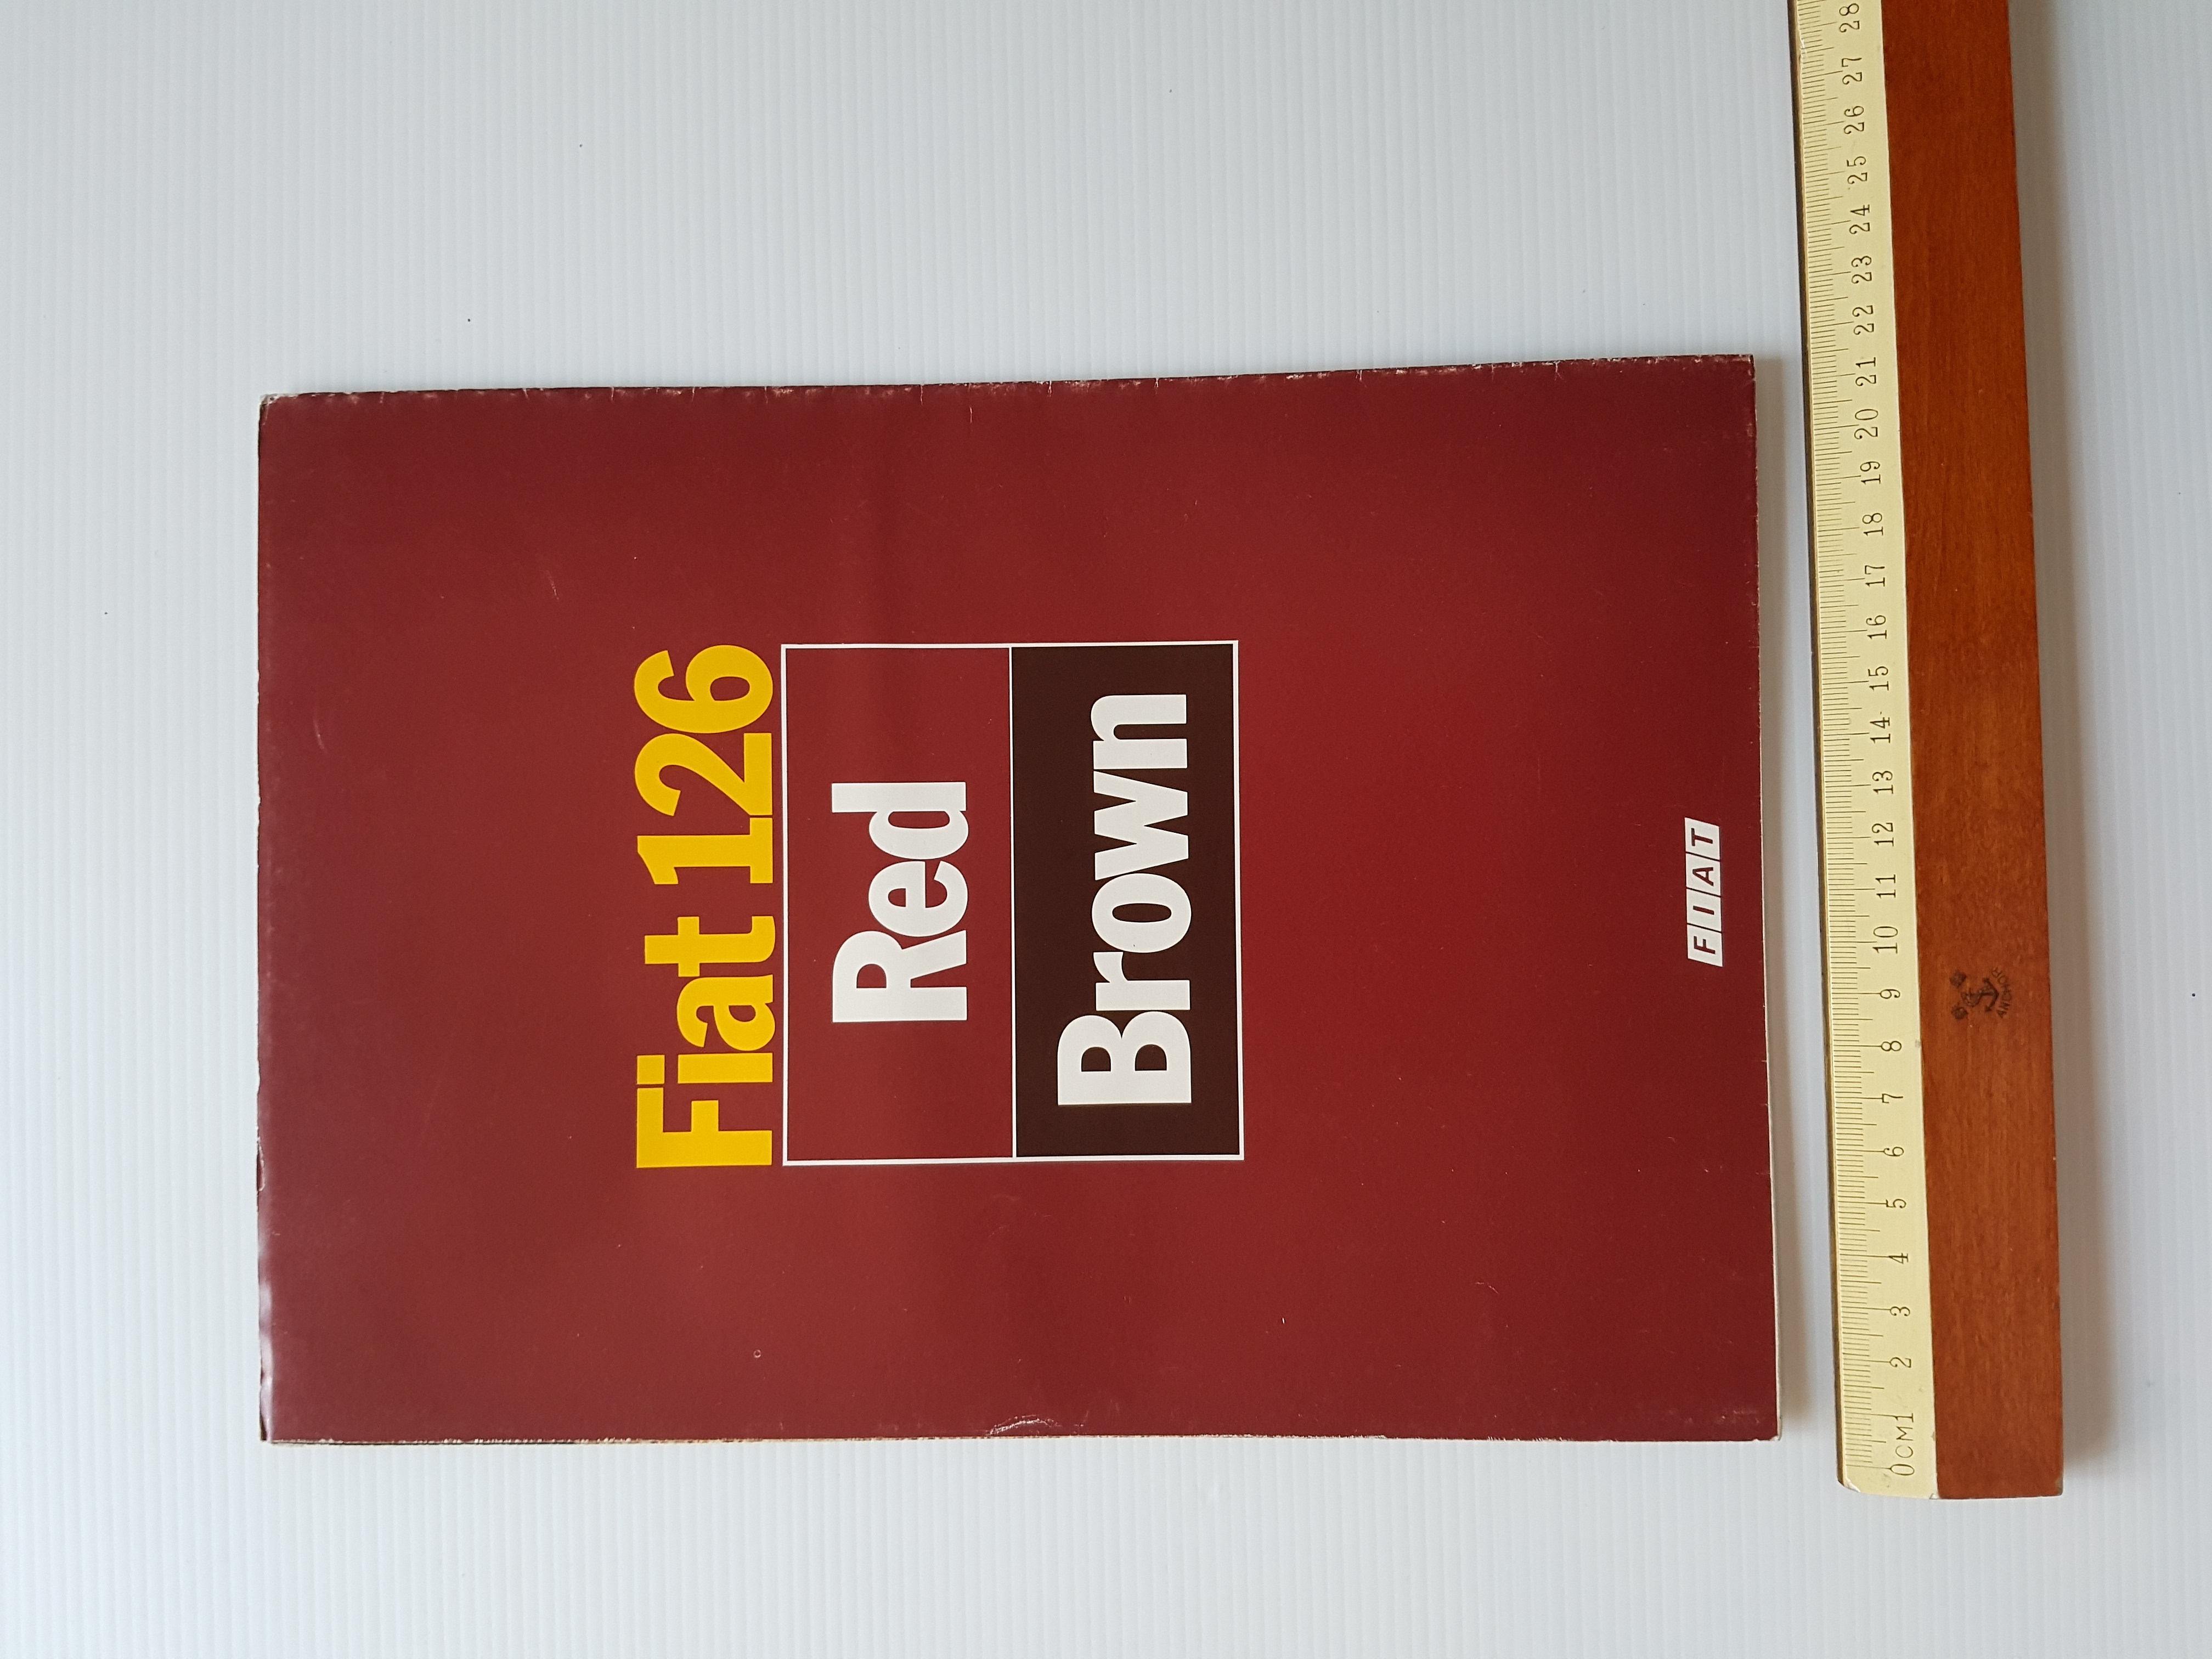 Fiat 126
Red
Brown
FIAT
0CM1 2 3 4 5 6 7 8 9 10 11 12 13 14 15 16 17 18 19 20 21 22 23 24 25 26 27 28
ANCHOR